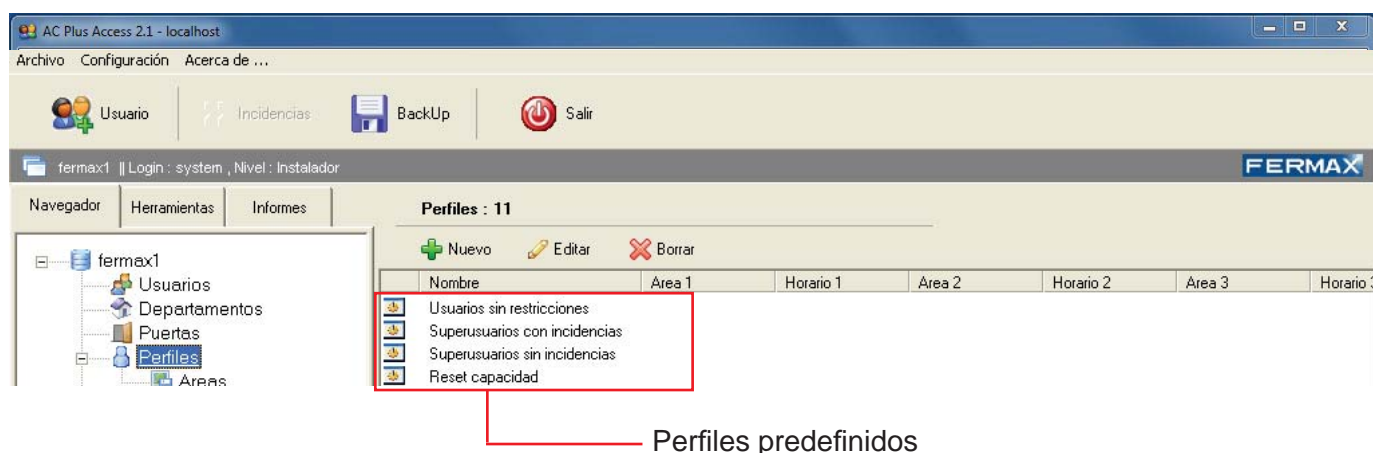 AC Plus Access 2.1 - localhost
Archivo Configuración Acerca de ...
Usuario Incidencias BackUp Salir
fermax1 || Login : system , Nivel : Instalador FERMAX
Navegador Herramientas Informes
Perfiles : 11
Nuevo Editar Borrar
fermax1
Usuarios
Departamentos
Puertas
Perfiles
Areas
Nombre Area 1 Horario 1 Area 2 Horario 2 Area 3 Horario 3
Usuarios sin restricciones
Superusuarios con incidencias
Superusuarios sin incidencias
Reset capacidad
Perfiles predefinidos